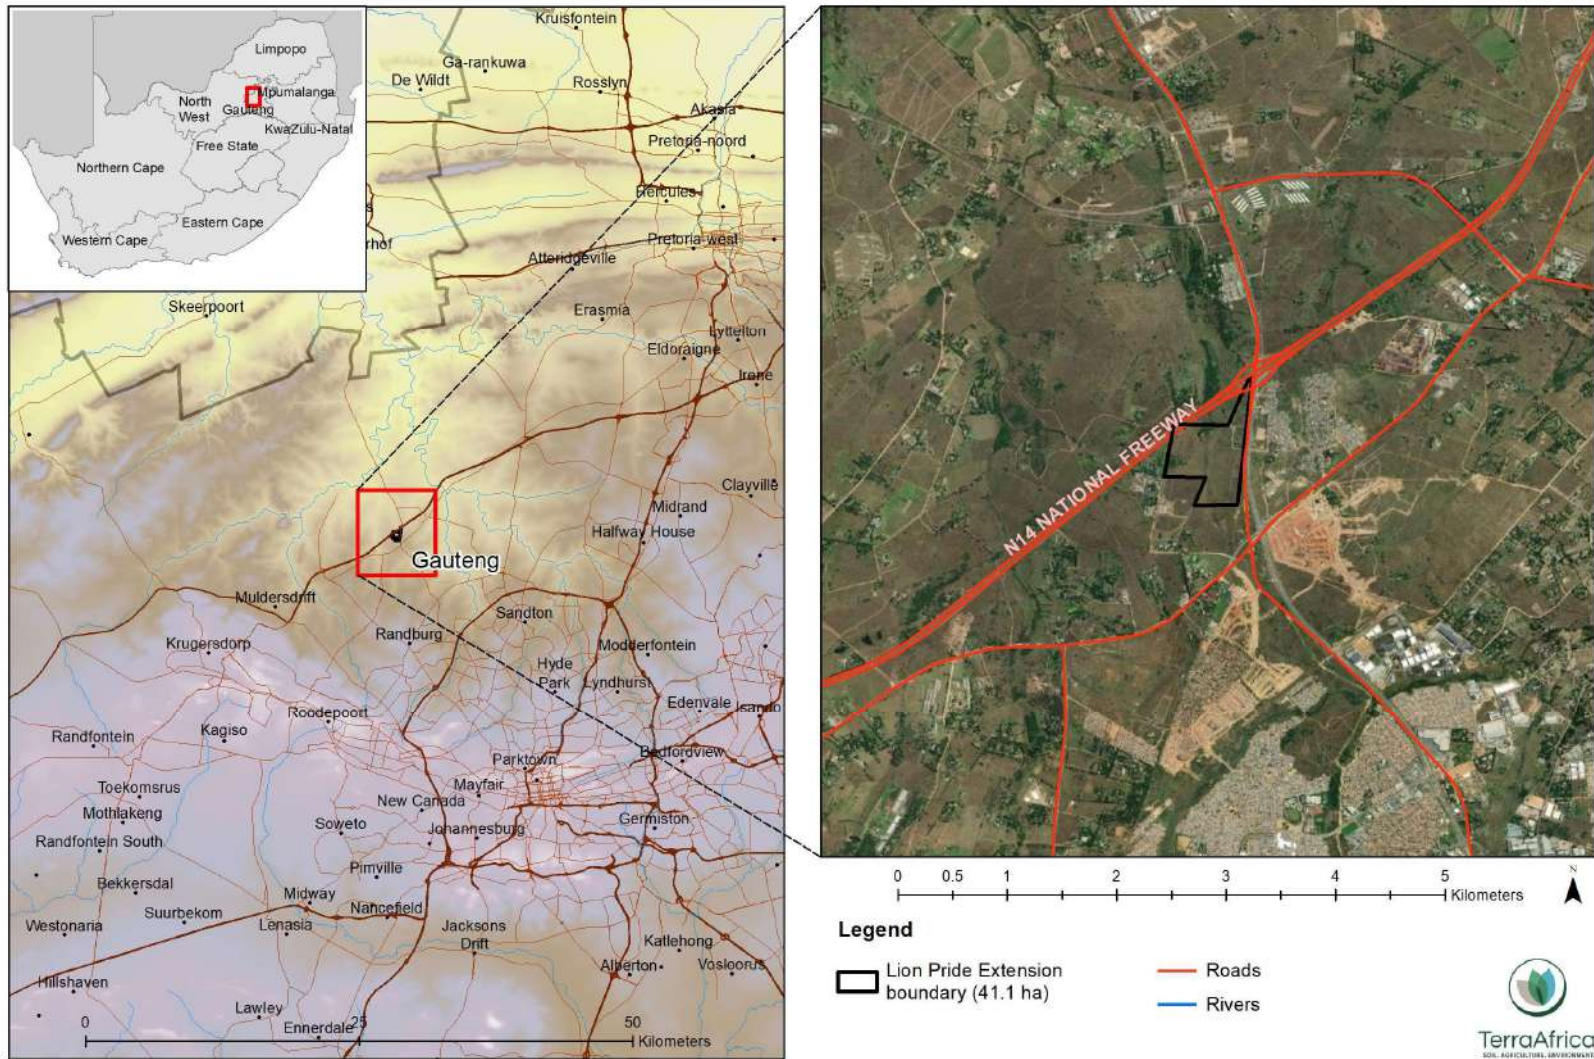 Limpopo
Mpumalanga
North
West
Gauteng
KwaZulu-Natal
Free State
Northern Cape
Eastern Cape
Western Cape
Kruisfontein
Ga-rankuwa
De Wildt
Rosslyn
Akasia
Pretoria-noord
Hercules
Pretoria-west
Atteridgeville
Skeerpoort
Erasmia
Lyttelton
Eldoraigne
Irene
Clayville
Midrand
Halfway House
Gauteng
Muldersdrift
Sandton
Krugersdorp
Randburg
Modderfontein
Hyde
Park
Lyndhurst
Edenvale
Isando
Roodepoort
Kagiso
Randfontein
Bedfordview
Parktown
Toekomsrus
Mayfair
Mothlakeng
New Canada
Soweto
Johannesburg
Germiston
Randfontein South
Pimville
Bekkersdal
Midway
Nancefield
Suurbekom
Westonaria
Lenasia
Jacksons
Drift
Katlehong
Alberton
Vosloorus
Hillshaven
Lawley
Ennerdale
0 25 50
Kilometers
N14 NATIONAL FREEWAY
0 0.5 1 2 3 4 5
Kilometers
N
Legend
Lion Pride Extension
boundary (41.1 ha)
Roads
Rivers
TerraAfrica
SOIL. AGRICULTURE. ENVIRONMENT